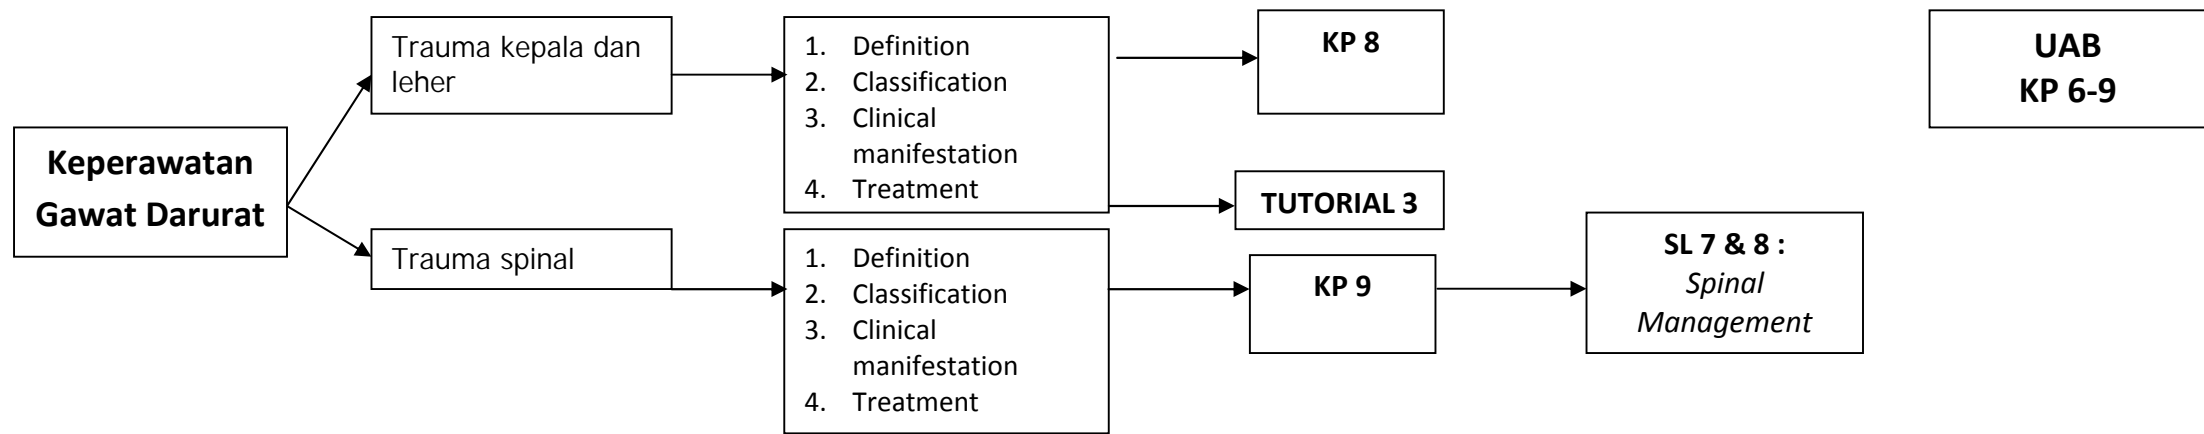 Keperawatan
Gawat Darurat
Trauma kepala dan
leher
Trauma spinal
1. Definition
2. Classification
3. Clinical
manifestation
4. Treatment
1. Definition
2. Classification
3. Clinical
manifestation
4. Treatment
KP 8
TUTORIAL 3
KP 9
SL 7 & 8 :
Spinal
Management
UAB
KP 6-9